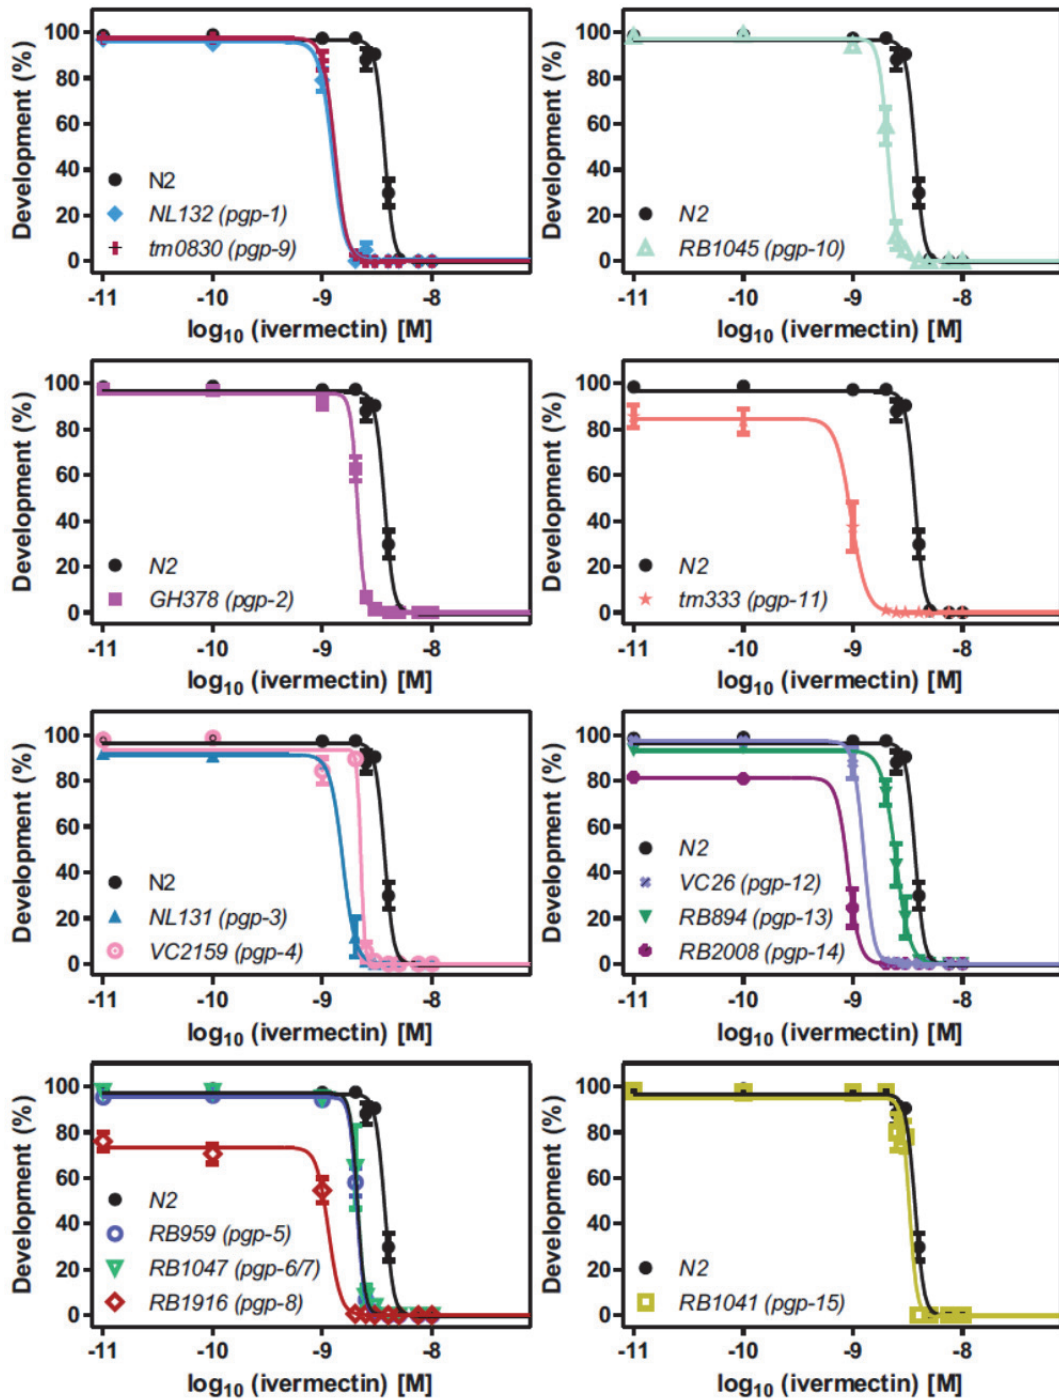 Development (%)
100
80
60
40
20
0
N2
NL132 (pgp-1)
tm0830 (pgp-9)
-11 -10 -9 -8
log10 (ivermectin) [M]
Development (%)
100
80
60
40
20
0
N2
RB1045 (pgp-10)
-11 -10 -9 -8
log10 (ivermectin) [M]
Development (%)
100
80
60
40
20
0
N2
GH378 (pgp-2)
-11 -10 -9 -8
log10 (ivermectin) [M]
Development (%)
100
80
60
40
20
0
N2
tm333 (pgp-11)
-11 -10 -9 -8
log10 (ivermectin) [M]
Development (%)
100
80
60
40
20
0
N2
NL131 (pgp-3)
VC2159 (pgp-4)
-11 -10 -9 -8
log10 (ivermectin) [M]
Development (%)
100
80
60
40
20
0
N2
VC26 (pgp-12)
RB894 (pgp-13)
RB2008 (pgp-14)
-11 -10 -9 -8
log10 (ivermectin) [M]
Development (%)
100
80
60
40
20
0
N2
RB959 (pgp-5)
RB1047 (pgp-6/7)
RB1916 (pgp-8)
-11 -10 -9 -8
log10 (ivermectin) [M]
Development (%)
100
80
60
40
20
0
N2
RB1041 (pgp-15)
-11 -10 -9 -8
log10 (ivermectin) [M]